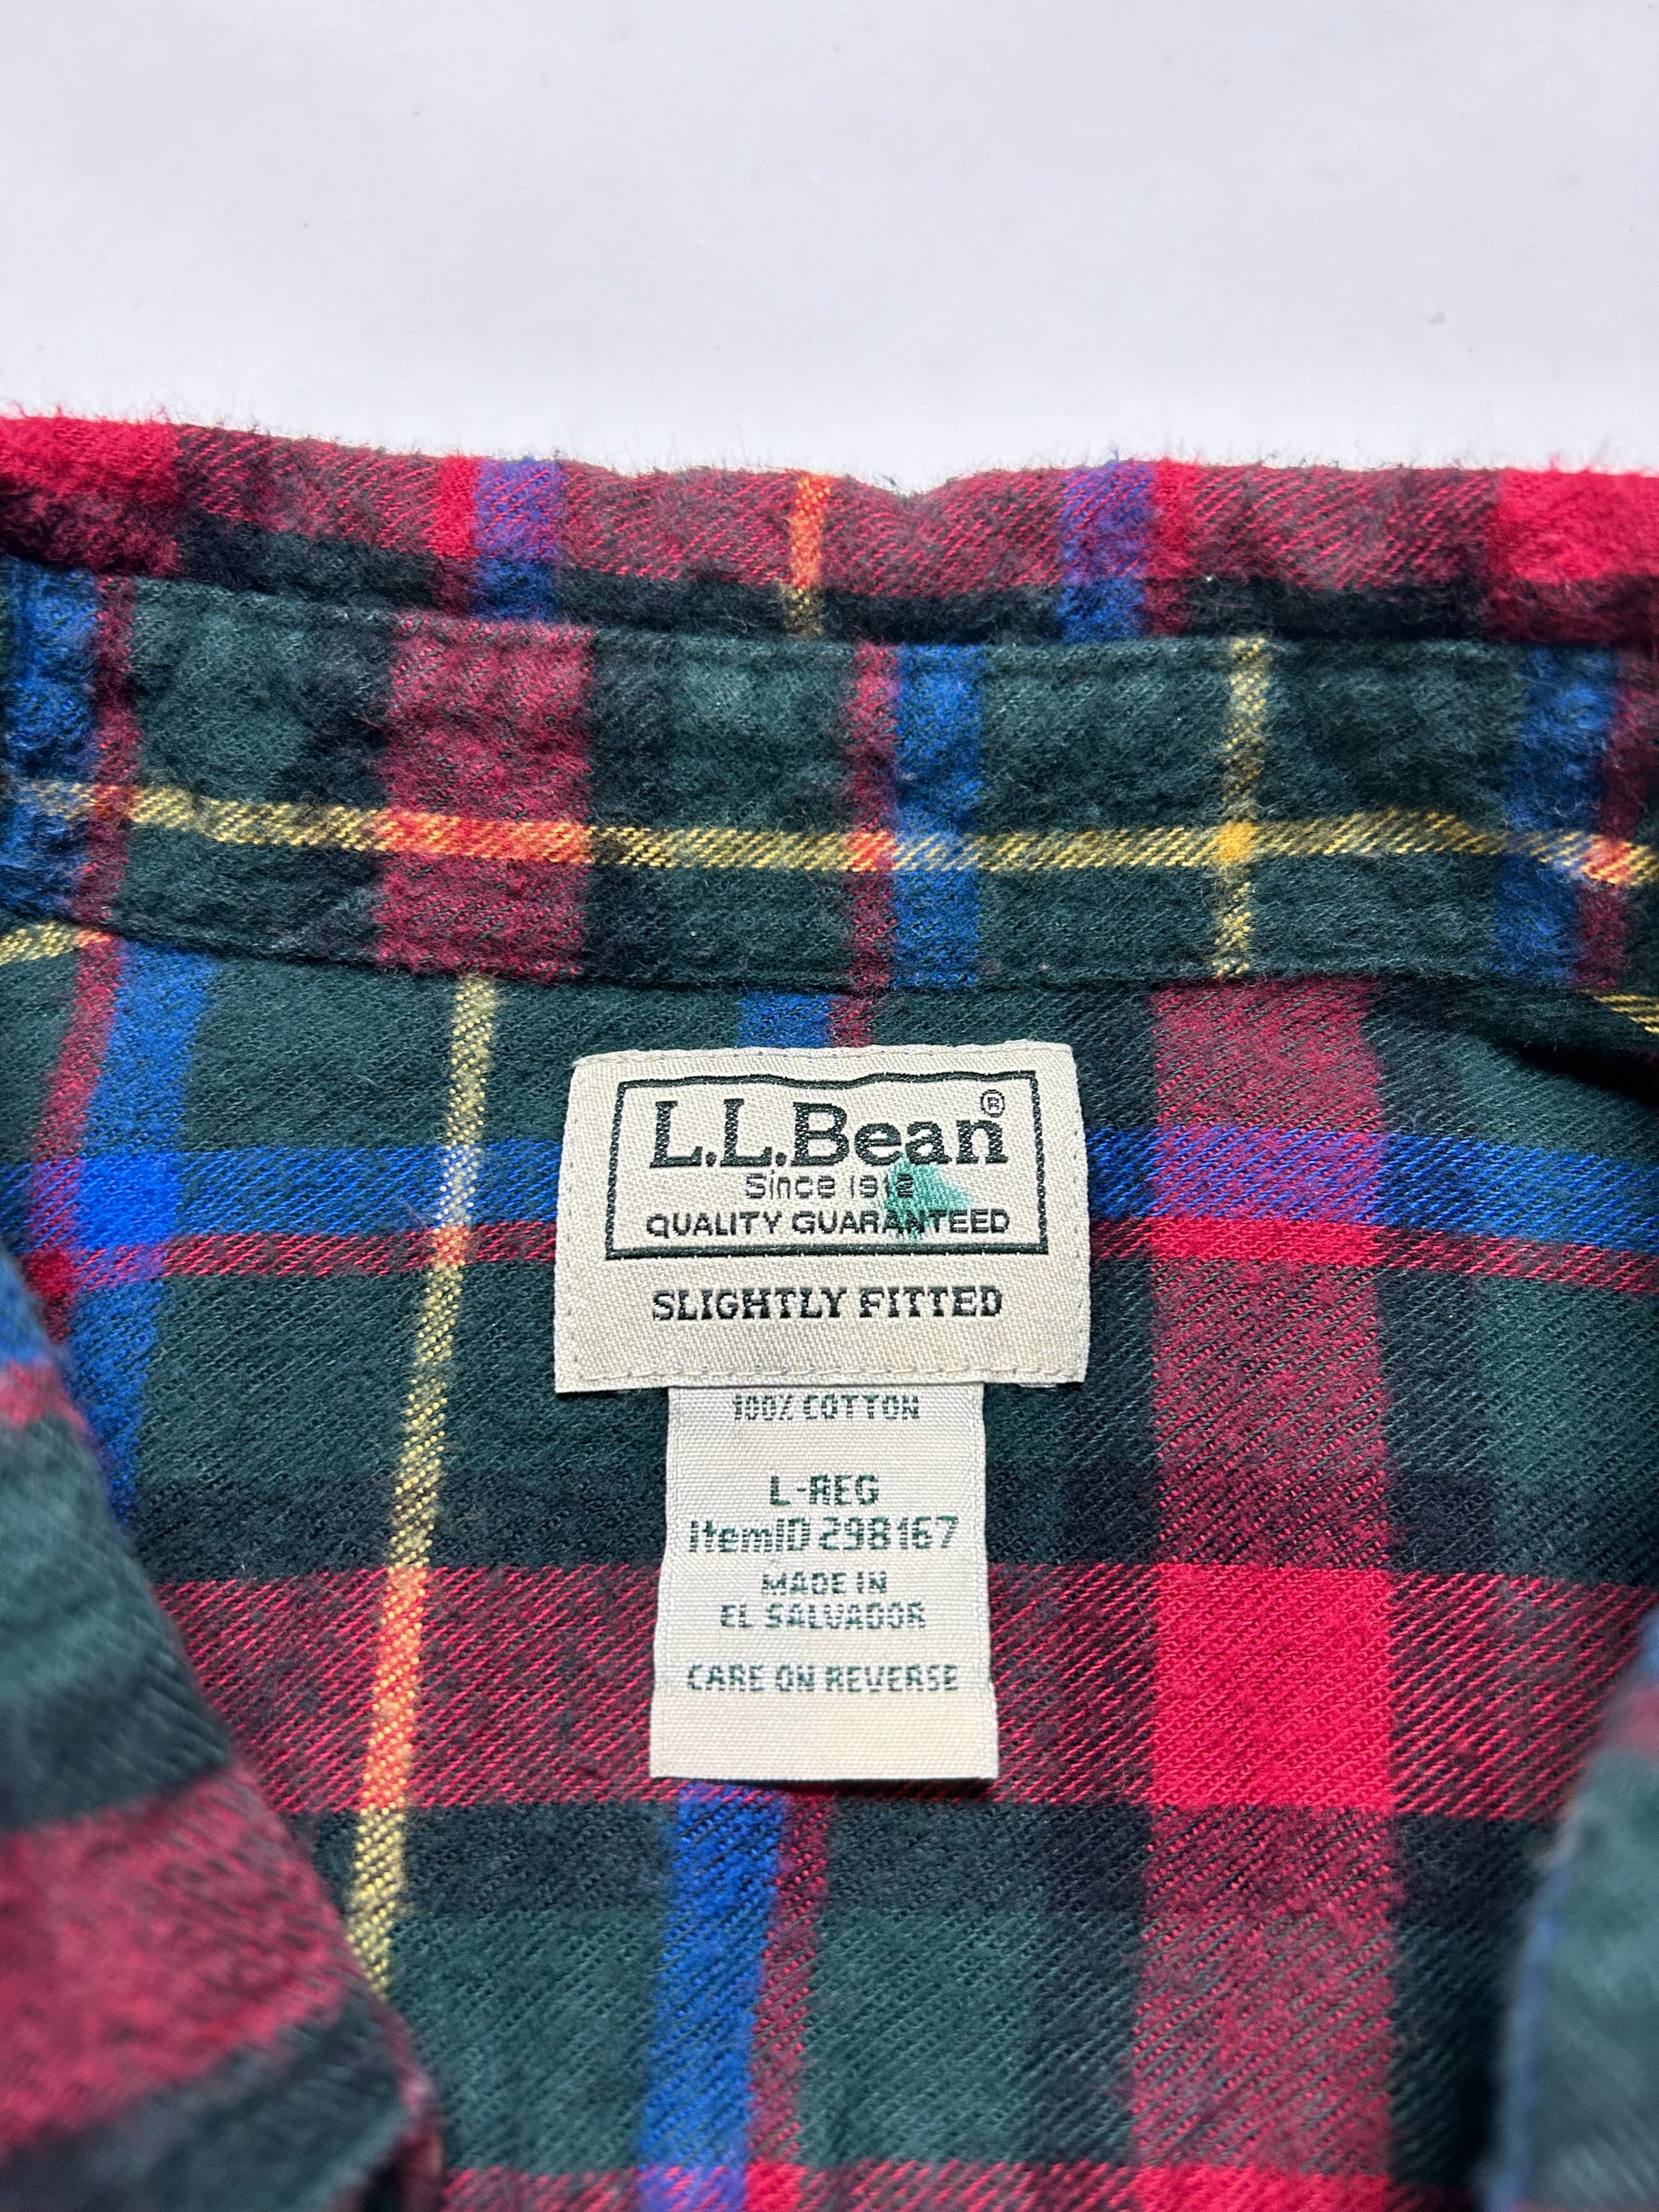 L.L.Bean®
Since 1912
QUALITY GUARANTEED
SLIGHTLY FITTED
100% COTTON
L-REG
ItemID 298167
MADE IN
EL SALVADOR
CARE ON REVERSE